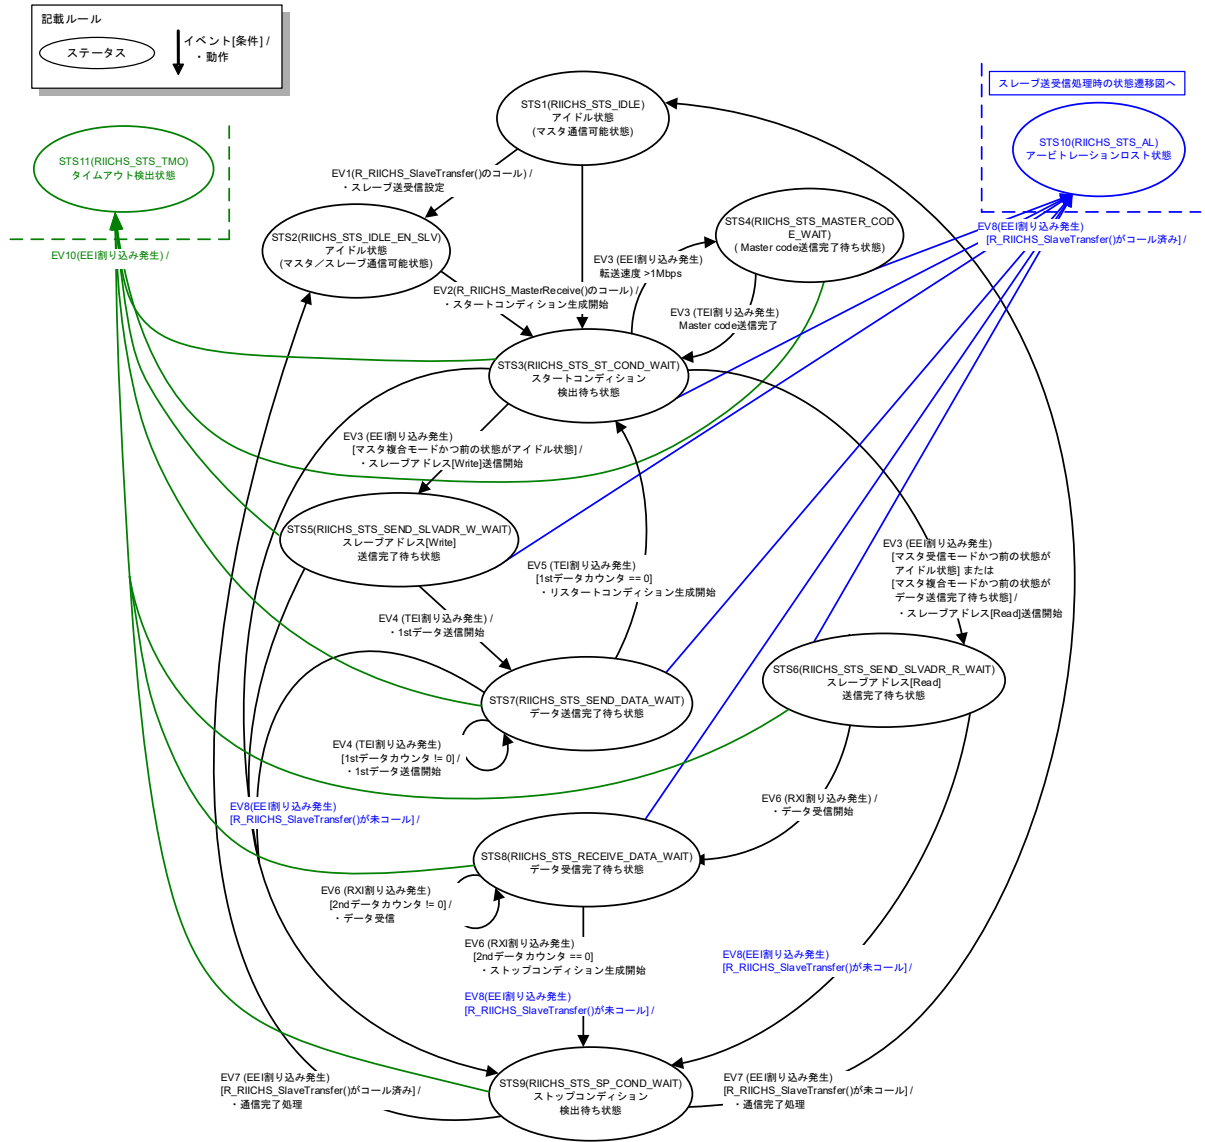 記載ルール
ステータス
イベント[条件] /
・動作
スレーブ送受信処理時の状態遷移図へ
STS1(RIICHS_STS_IDLE)
アイドル状態
(マスタ通信可能状態)
STS10(RIICHS_STS_AL)
アービトレーションロスト状態
STS11(RIICHS_STS_TMO)
タイムアウト検出状態
EV1(R_RIICHS_SlaveTransfer()のコール) /
・スレーブ送受信設定
STS2(RIICHS_STS_IDLE_EN_SLV)
アイドル状態
(マスタ／スレーブ通信可能状態)
STS4(RIICHS_STS_MASTER_COD
E_WAIT)
( Master code送信完了待ち状態)
EV8(EEI割り込み発生)
[R_RIICHS_SlaveTransfer()がコール済み] /
EV10(EEI割り込み発生) /
EV3 (EEI割り込み発生)
転送速度 >1Mbps
EV2(R_RIICHS_MasterReceive()のコール) /
・スタートコンディション生成開始
EV3 (TEI割り込み発生)
Master code送信完了
STS3(RIICHS_STS_ST_COND_WAIT)
スタートコンディション
検出待ち状態
EV3 (EEI割り込み発生)
[マスタ複合モードかつ前の状態がアイドル状態] /
・スレーブアドレス[Write]送信開始
STS5(RIICHS_STS_SEND_SLVADR_W_WAIT)
スレーブアドレス[Write]
送信完了待ち状態
EV3 (EEI割り込み発生)
[マスタ受信モードかつ前の状態が
アイドル状態] または
[マスタ複合モードかつ前の状態が
データ送信完了待ち状態] /
・スレーブアドレス[Read]送信開始
EV5 (TEI割り込み発生)
[1stデータカウンタ == 0]
・リスタートコンディション生成開始
EV4 (TEI割り込み発生) /
・1stデータ送信開始
STS6(RIICHS_STS_SEND_SLVADR_R_WAIT)
スレーブアドレス[Read]
送信完了待ち状態
STS7(RIICHS_STS_SEND_DATA_WAIT)
データ送信完了待ち状態
EV4 (TEI割り込み発生)
[1stデータカウンタ != 0] /
・1stデータ送信開始
EV8(EEI割り込み発生)
[R_RIICHS_SlaveTransfer()が未コール] /
EV6 (RXI割り込み発生) /
・データ受信開始
STS8(RIICHS_STS_RECEIVE_DATA_WAIT)
データ受信完了待ち状態
EV6 (RXI割り込み発生)
[2ndデータカウンタ != 0] /
・データ受信
EV6 (RXI割り込み発生)
[2ndデータカウンタ == 0]
・ストップコンディション生成開始
EV8(EEI割り込み発生)
[R_RIICHS_SlaveTransfer()が未コール] /
EV8(EEI割り込み発生)
[R_RIICHS_SlaveTransfer()が未コール] /
EV7 (EEI割り込み発生)
[R_RIICHS_SlaveTransfer()がコール済み] /
・通信完了処理
STS9(RIICHS_STS_SP_COND_WAIT)
ストップコンディション
検出待ち状態
EV7 (EEI割り込み発生)
[R_RIICHS_SlaveTransfer()が未コール] /
・通信完了処理